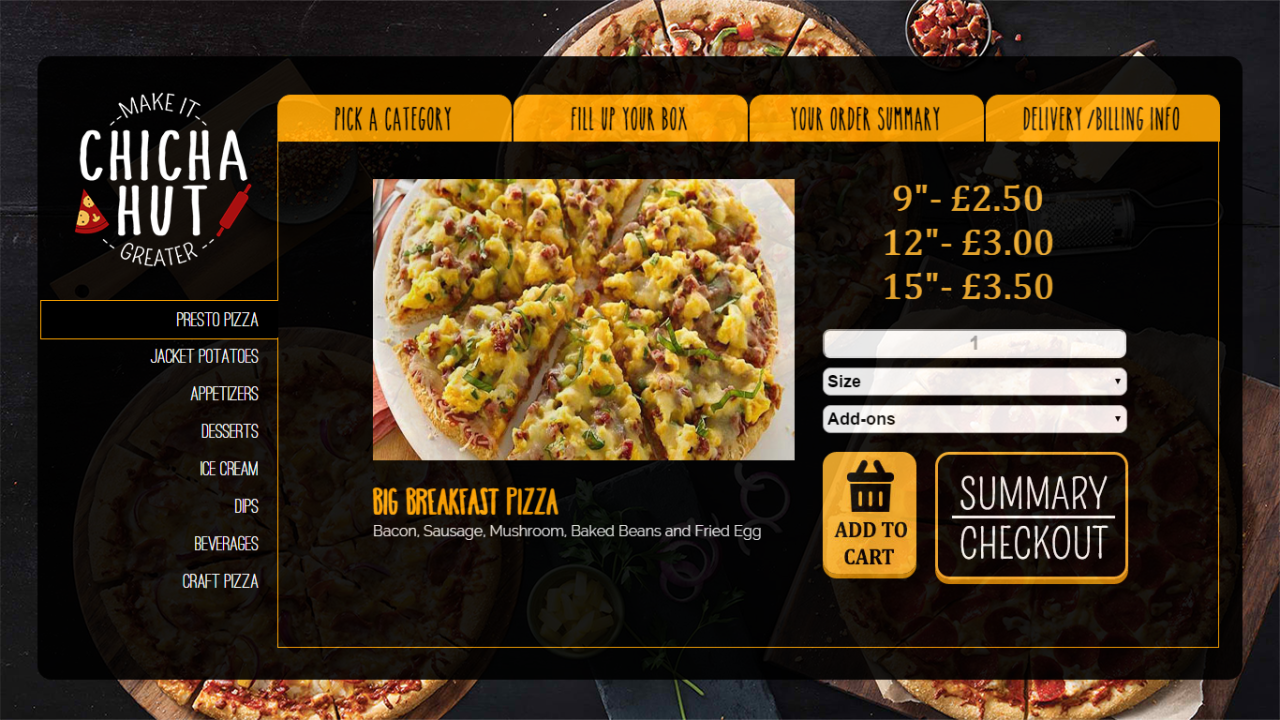 MAKE IT
CHICHA
HUT
GREATER
PICK A CATEGORY
FILL UP YOUR BOX
YOUR ORDER SUMMARY
DELIVERY /BILLING INFO
PRESTO PIZZA
JACKET POTATOES
APPETIZERS
DESSERTS
ICE CREAM
DIPS
BEVERAGES
CRAFT PIZZA
BIG BREAKFAST PIZZA
Bacon, Sausage, Mushroom, Baked Beans and Fried Egg
9"- £2.50
12"- £3.00
15"- £3.50
1
Size
Add-ons
ADD TO
CART
SUMMARY
CHECKOUT